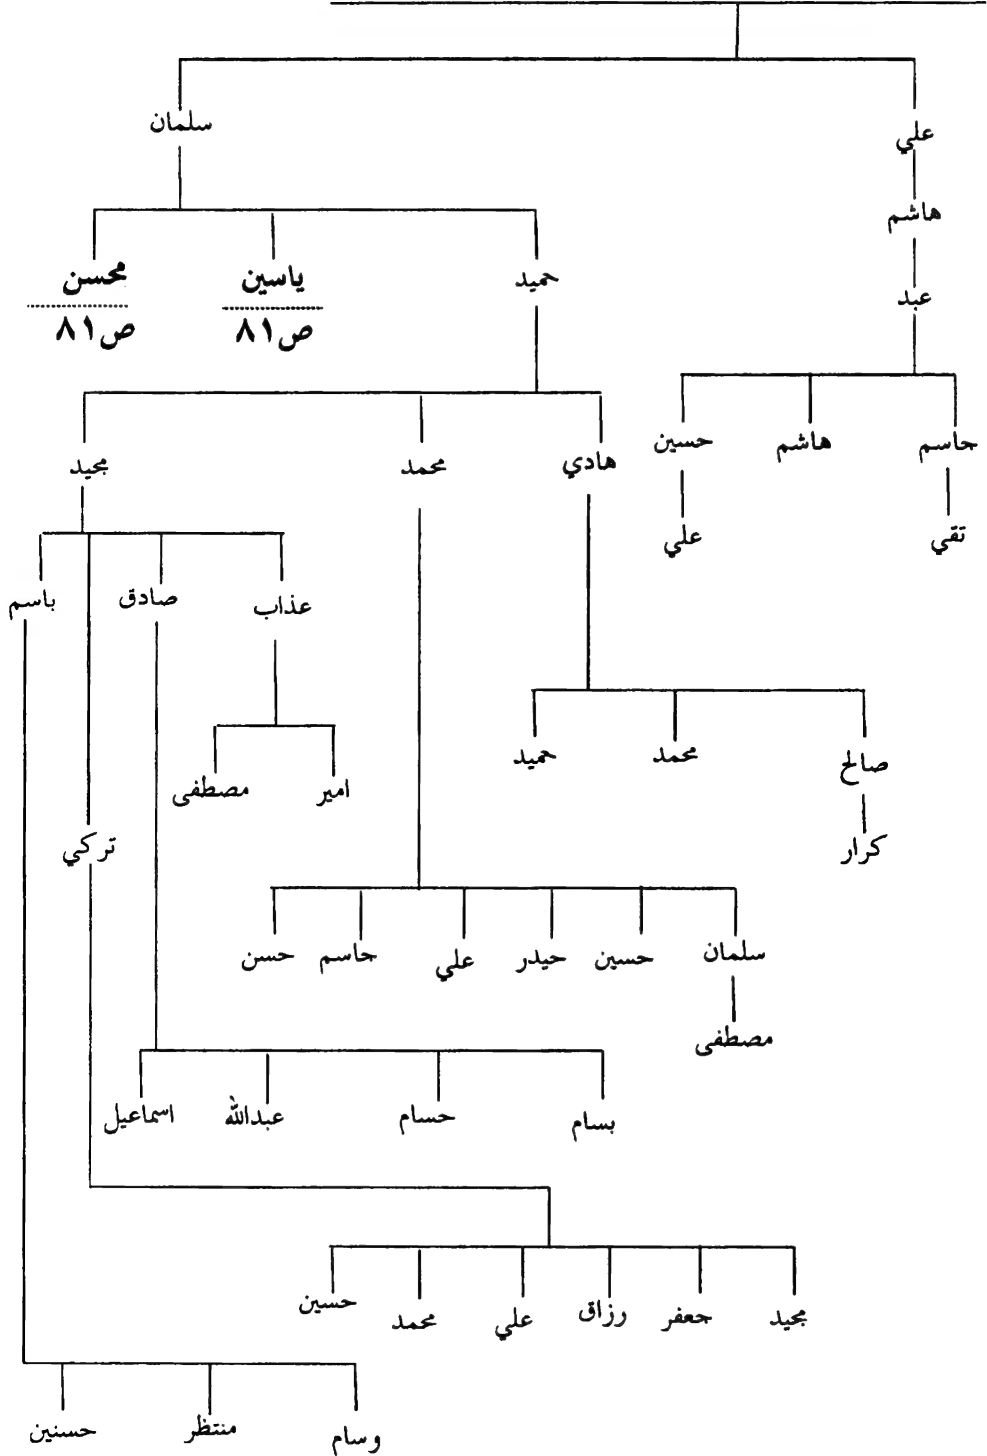 علي
سلمان
هاشم
عبد
حميد
ياسين
محسن
ص٨١
ص٨١
جاسم
هاشم
حسين
هادي
محمد
مجيد
تقي
علي
عذاب
صادق
باسم
صالح
محمد
حميد
امير
مصطفى
كرار
تركي
سلمان
حسين
حيدر
علي
جاسم
حسن
مصطفى
بسام
حسام
عبدالله
اسماعيل
مجيد
جعفر
رزاق
علي
محمد
حسين
وسام
منتظر
حسنين